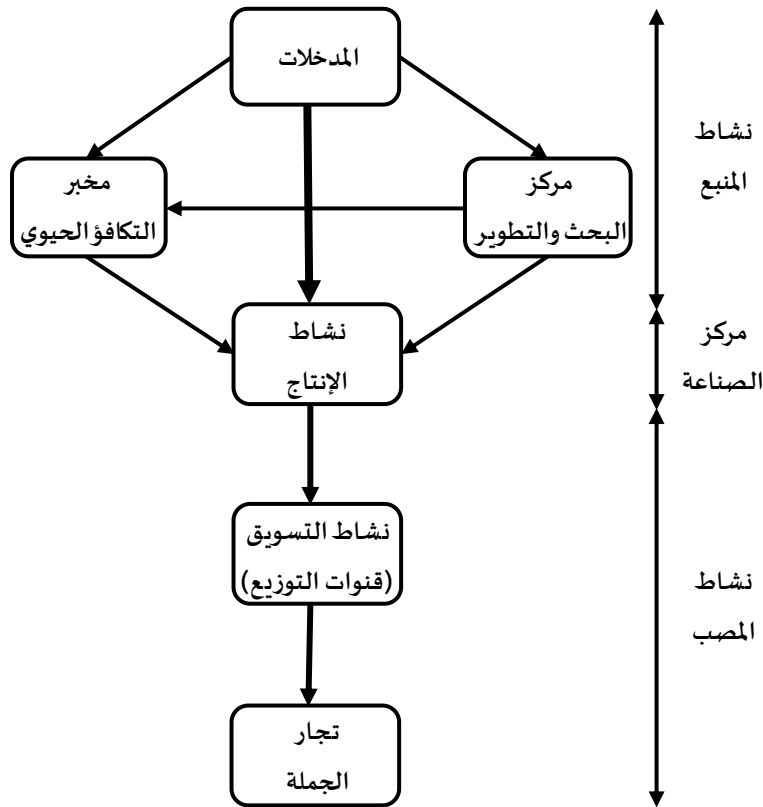 المدخلات
نشاط
المنبع
مركز
البحث والتطوير
مخبر
التكافؤ الحيوي
نشاط
الإنتاج
مركز
الصناعة
نشاط التسويق
(قنوات التوزيع)
نشاط
المصب
تجار
الجملة